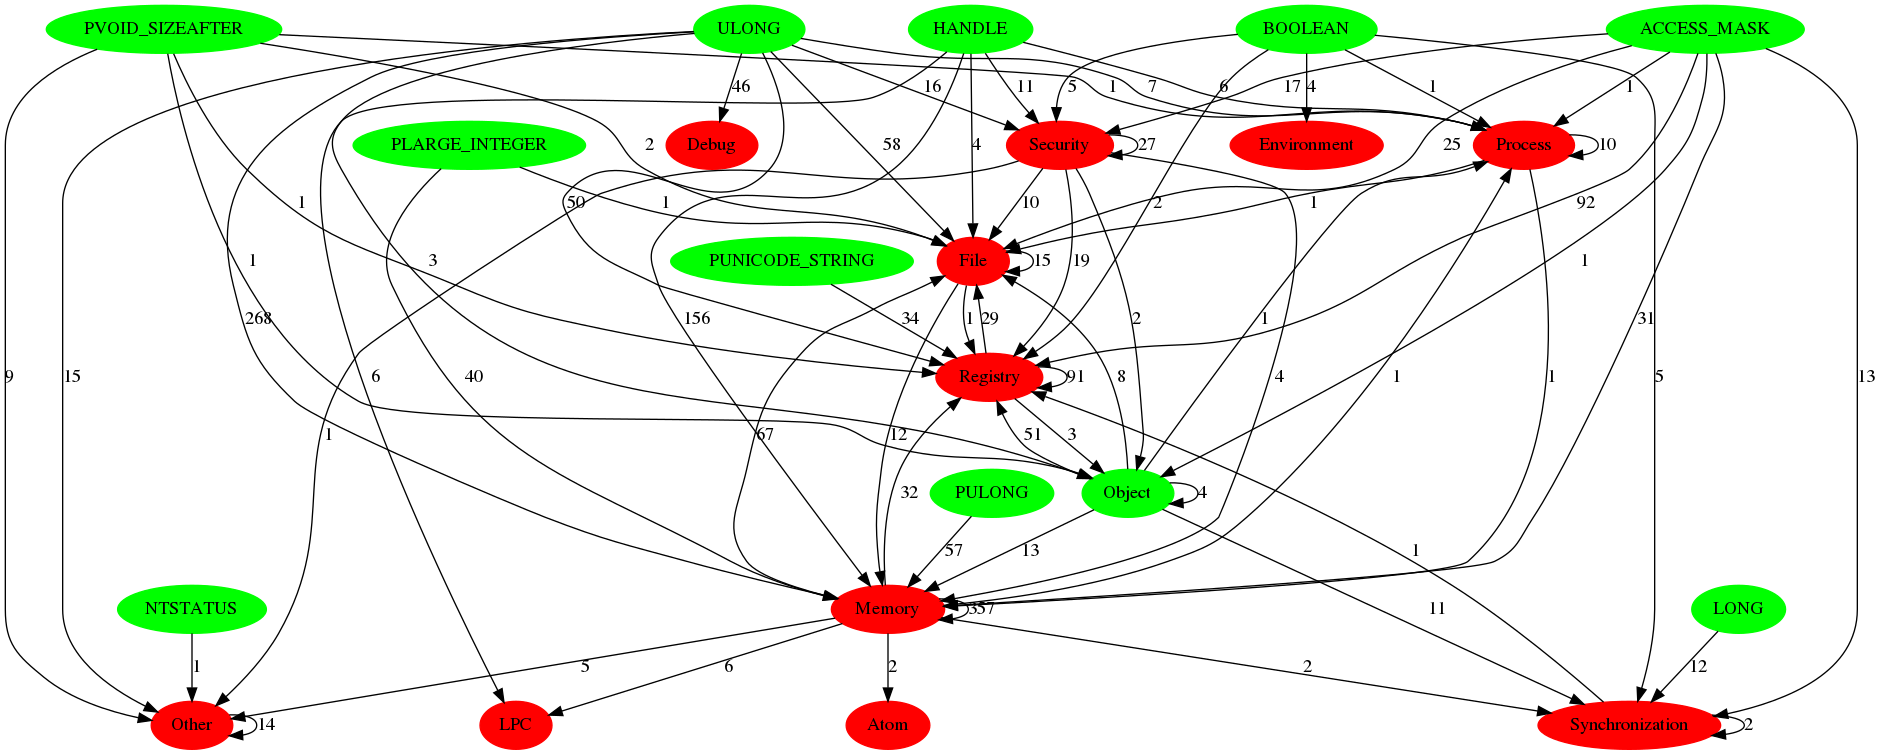 PVOID_SIZEAFTER ULONG HANDLE BOOLEAN ACCESS_MASK
46 16 11 5 17 1 7 6 4 1 1
PLARGE_INTEGER Debug 2 58 4 Security 27 Environment 25 Process 10
1 50 1 10 2 1 92
1 3 PUNICODE_STRING File 15 19 1 1
268 156 34 1 29 2 1 31
9 15 6 40 Registry 91 8 4 1 1 5 13
1 67 12 51 3
32 PULONG Object 4
57 13 1
NTSTATUS Memory 357 11 LONG
1 5 6 2 2 12
Other 14 LPC Atom Synchronization 2